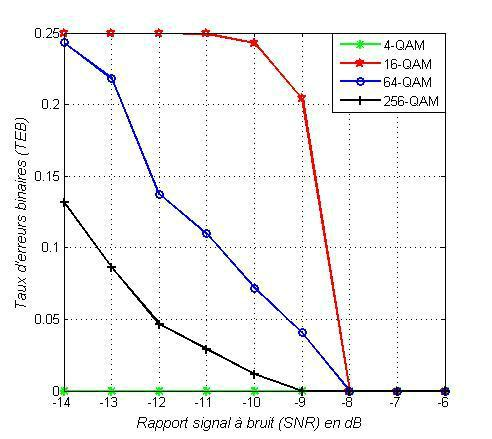 0.25
0.2
0.15
0.1
0.05
0
-14 -13 -12 -11 -10 -9 -8 -7 -6
Taux d'erreurs binaires (TEB)
Rapport signal à bruit (SNR) en dB
4-QAM
16-QAM
64-QAM
256-QAM